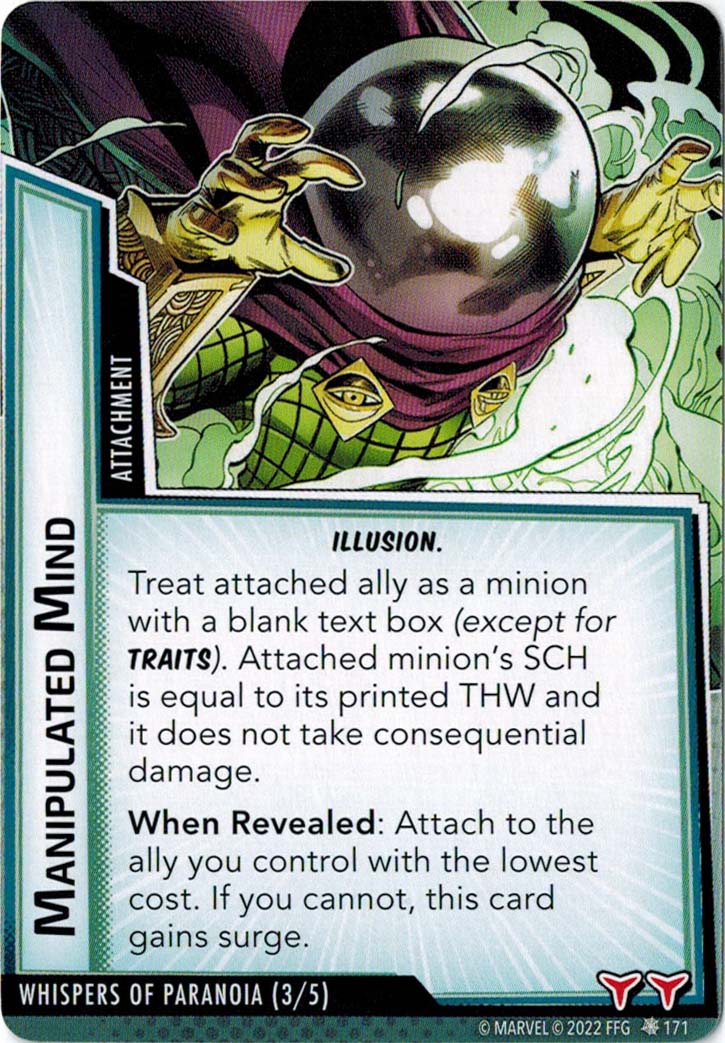 ATTACHMENT
MANIPULATED MIND
ILLUSION.
Treat attached ally as a minion
with a blank text box (except for
TRAITS). Attached minion's SCH
is equal to its printed THW and
it does not take consequential
damage.
When Revealed: Attach to the
ally you control with the lowest
cost. If you cannot, this card
gains surge.
WHISPERS OF PARANOIA (3/5)
© MARVEL © 2022 FFG 171